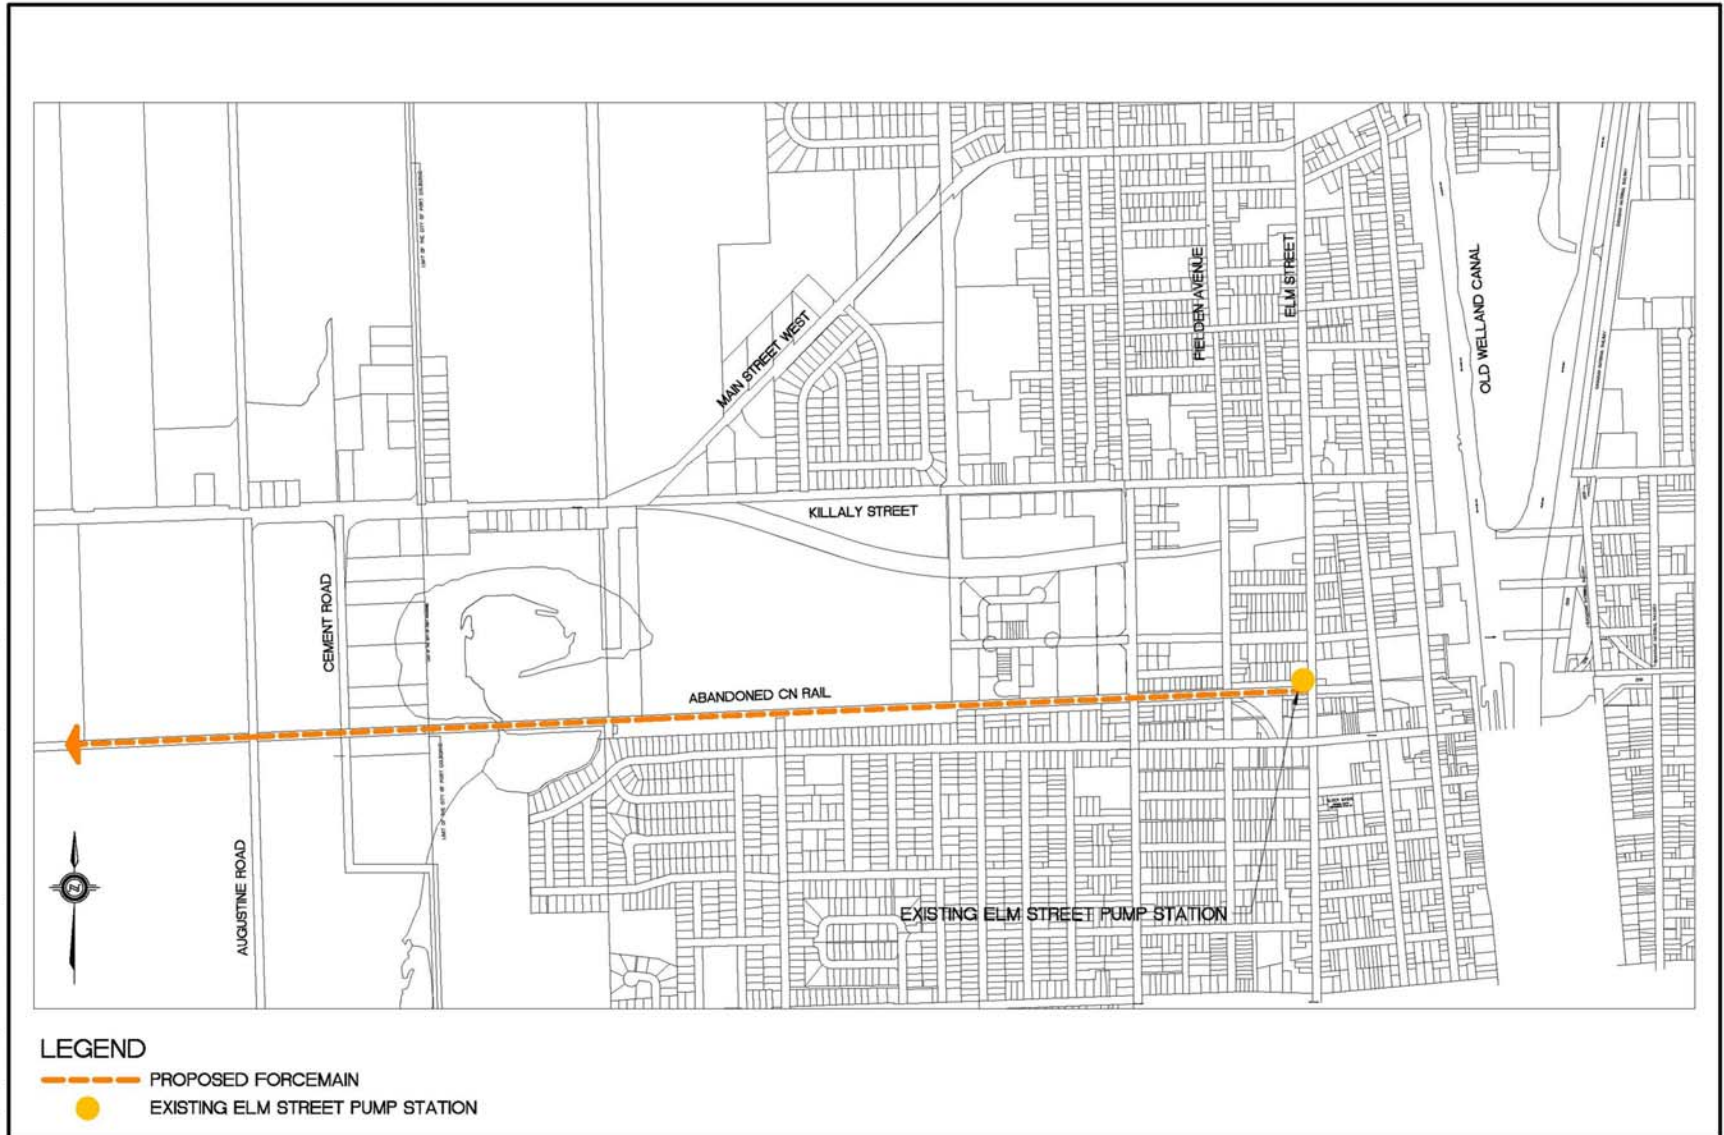 MAIN STREET WEST
FIELDEN AVENUE
ELM STREET
OLD WELLAND CANAL
KILLALY STREET
CEMENT ROAD
ABANDONED CN RAIL
AUGUSTINE ROAD
EXISTING ELM STREET PUMP STATION
LEGEND
PROPOSED FORCEMAIN
EXISTING ELM STREET PUMP STATION